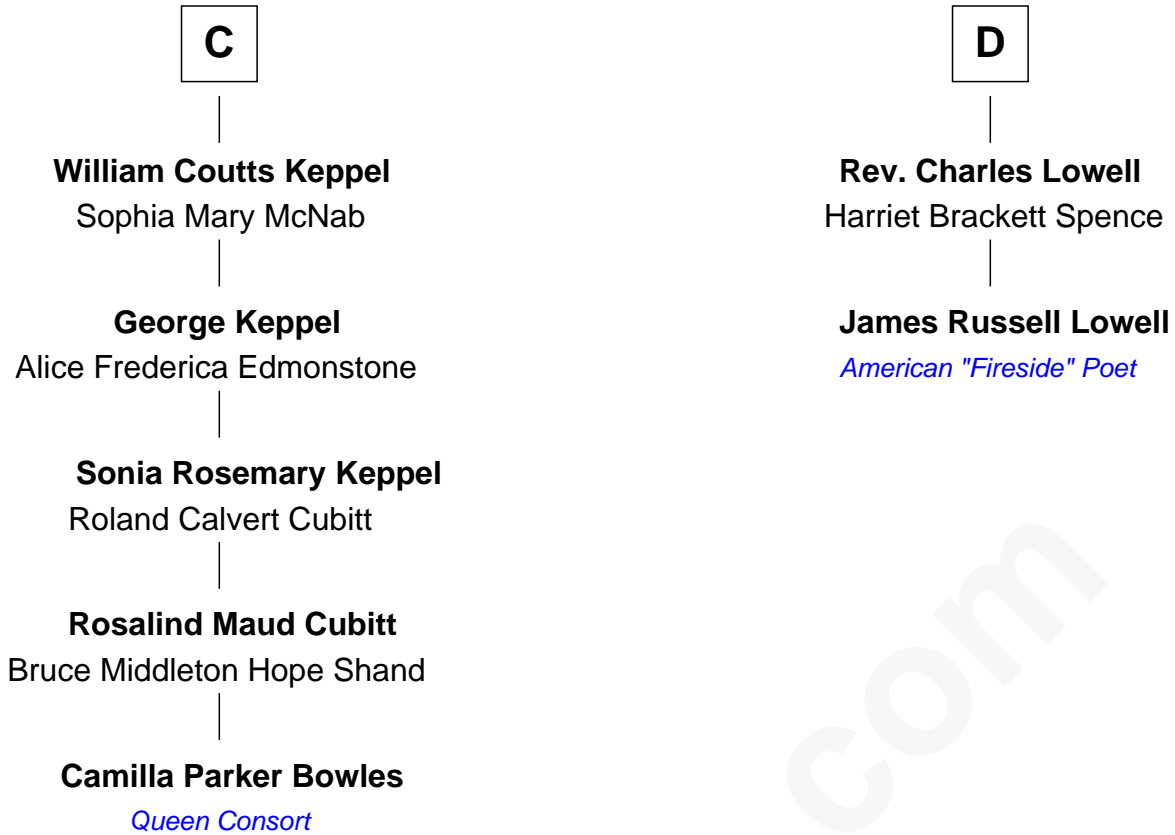 C
William Coutts Keppel
Sophia Mary McNab
George Keppel
Alice Frederica Edmonstone
Sonia Rosemary Keppel
Roland Calvert Cubitt
Rosalind Maud Cubitt
Bruce Middleton Hope Shand
Camilla Parker Bowles
Queen Consort
D
Rev. Charles Lowell
Harriet Brackett Spence
James Russell Lowell
American "Fireside" Poet
com